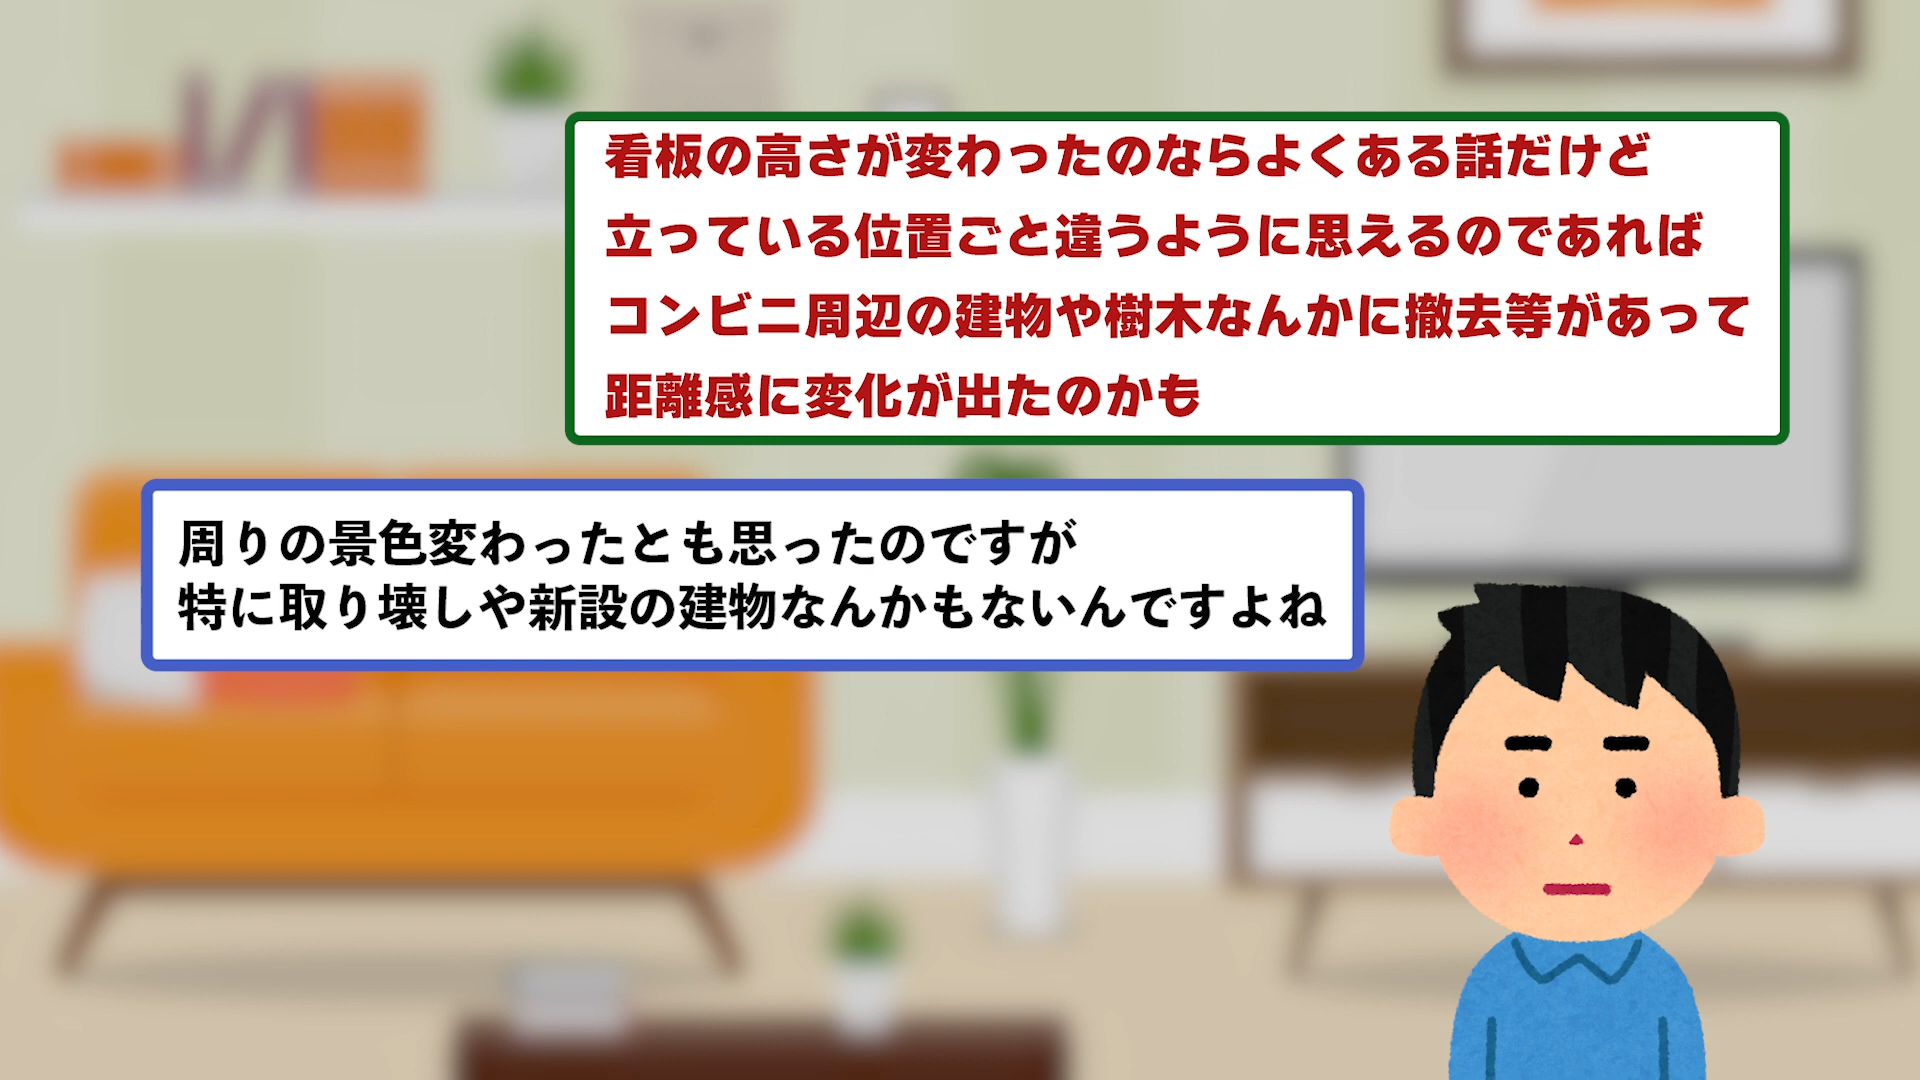 看板の高さが変わったのならよくある話だけど
立っている位置ごと違うように思えるのであれば
コンビニ周辺の建物や樹木なんかに撤去等があって
距離感に変化が出たのかも
周りの景色変わったとも思ったのですが
特に取り壊しや新設の建物なんかもないんですよね